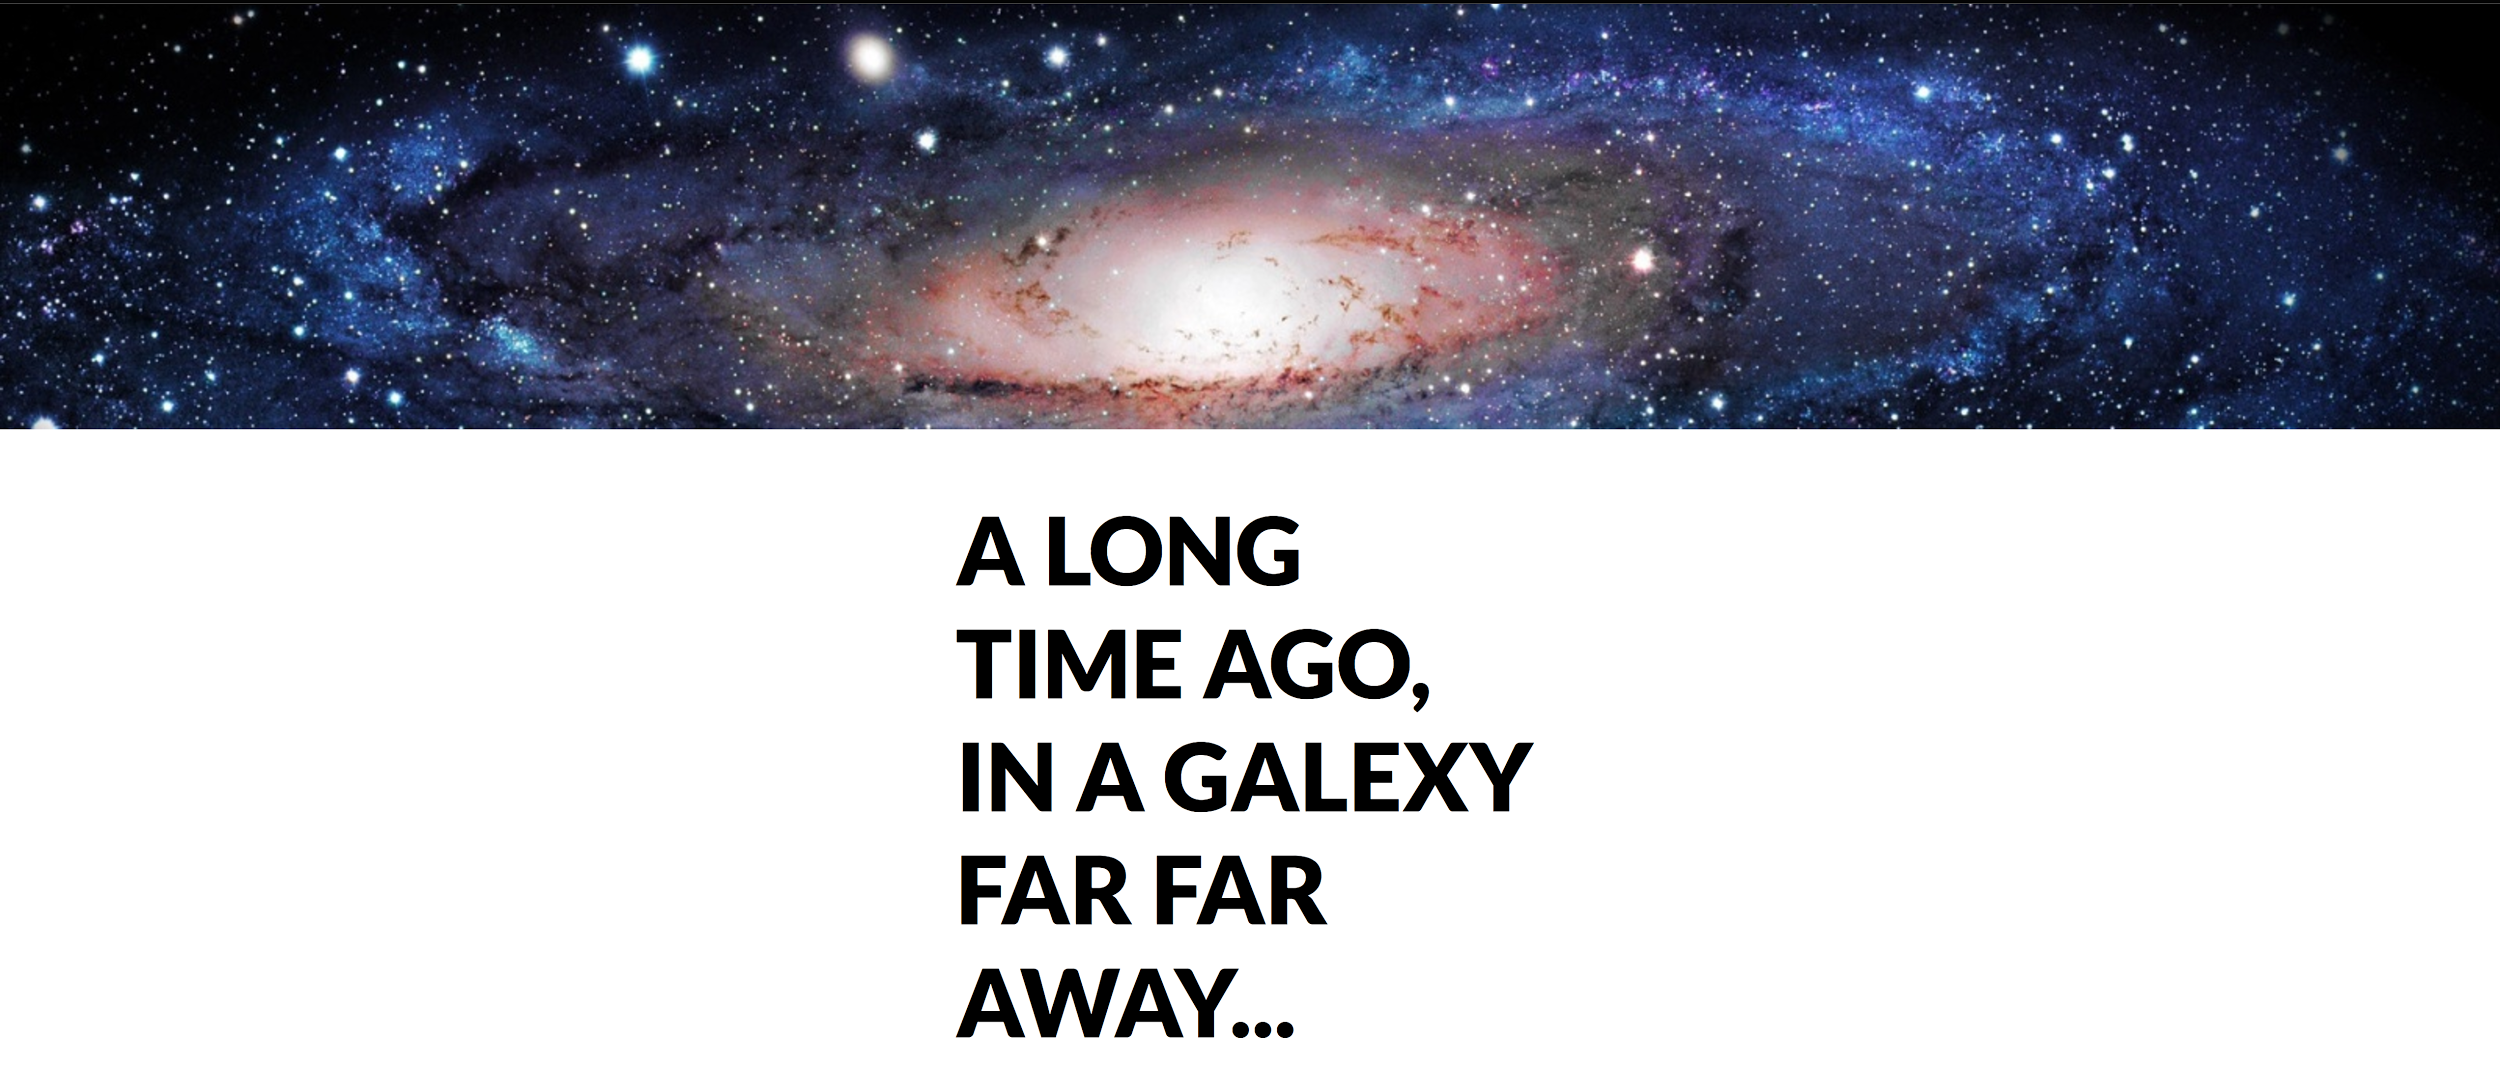 A LONG
TIME AGO,
IN A GALEXY
FAR FAR
AWAY...